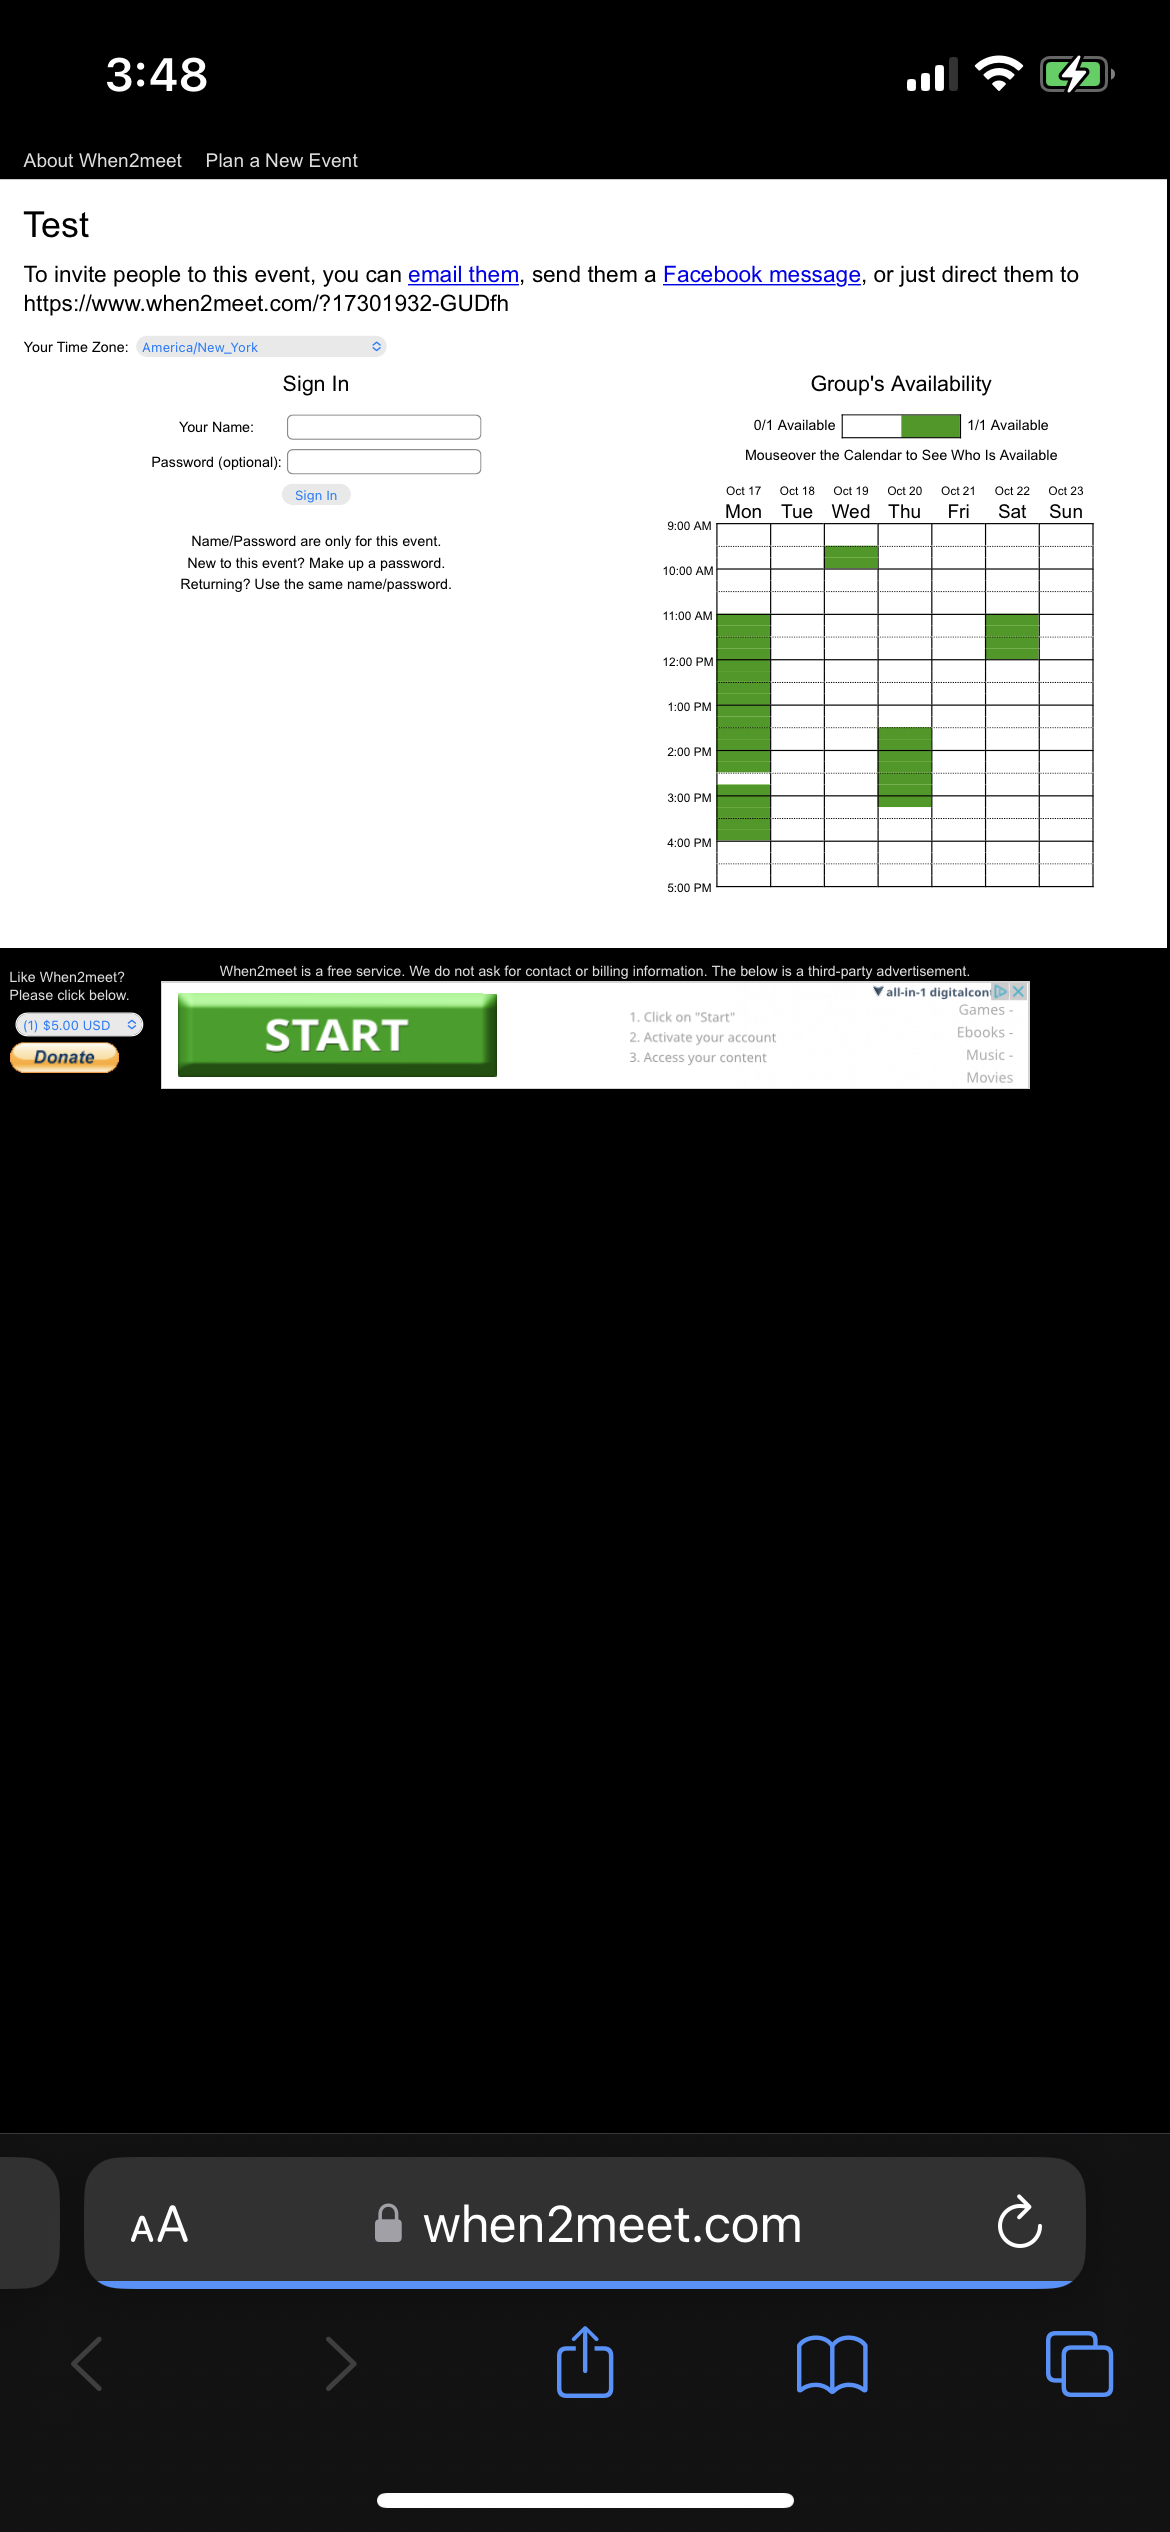 3:48
About When2meet Plan a New Event
Test
To invite people to this event, you can email them, send them a Facebook message, or just direct them to
https://www.when2meet.com/?17301932-GUDfh
Your Time Zone: America/New_York
Sign In
Your Name:
Password (optional):
Sign In
Name/Password are only for this event.
New to this event? Make up a password.
Returning? Use the same name/password.
Group's Availability
0/1 Available 1/1 Available
Mouseover the Calendar to See Who Is Available
Oct 17 Oct 18 Oct 19 Oct 20 Oct 21 Oct 22 Oct 23
Mon Tue Wed Thu Fri Sat Sun
9:00 AM
10:00 AM
11:00 AM
12:00 PM
1:00 PM
2:00 PM
3:00 PM
4:00 PM
5:00 PM
Like When2meet?
Please click below.
(1) $5.00 USD
Donate
When2meet is a free service. We do not ask for contact or billing information. The below is a third-party advertisement.
START
1. Click on "Start"
2. Activate your account
3. Access your content
all-in-1 digitalcont
Games -
Ebooks -
Music -
Movies
AA when2meet.com